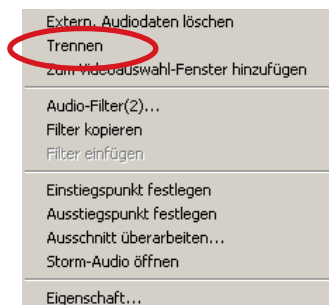 Extern. Audiodaten löschen
Trennen
Zum Videoauswahl-Fenster hinzufügen
Audio-Filter(2)...
Filter kopieren
Filter einfügen
Einstiegspunkt festlegen
Ausstiegspunkt festlegen
Ausschnitt überarbeiten...
Storm-Audio öffnen
Eigenschaft...